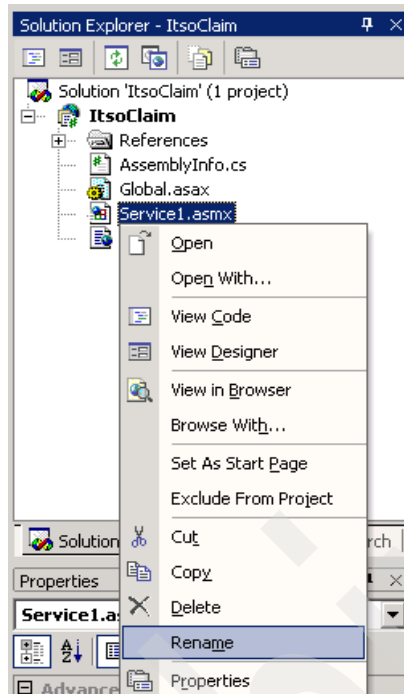 Solution Explorer - ItsoClaim
Solution 'ItsoClaim' (1 project)
ItsoClaim
References
AssemblyInfo.cs
Global.asax
Service1.asmx
Open
Open With...
View Code
View Designer
View in Browser
Browse With...
Set As Start Page
Exclude From Project
Cut
Copy
Delete
Rename
Properties
Solution
rch
Properties
Service1.a
Advance